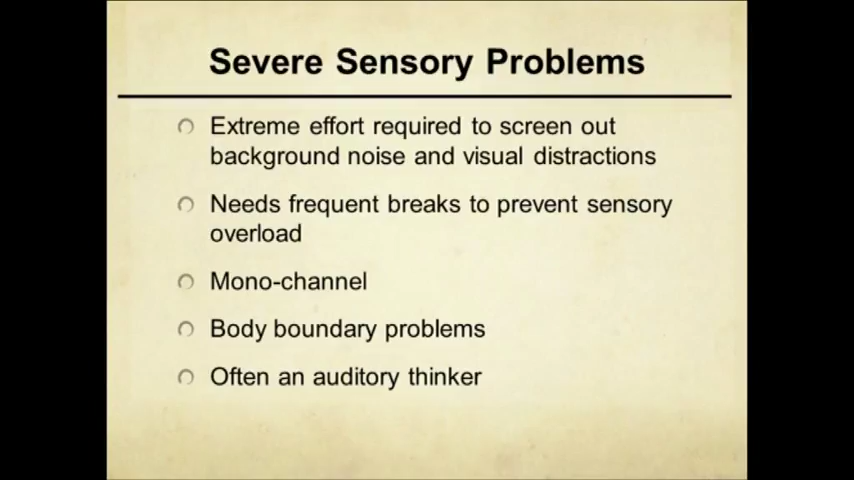 Severe Sensory Problems
Extreme effort required to screen out
background noise and visual distractions
Needs frequent breaks to prevent sensory
overload
Mono-channel
Body boundary problems
Often an auditory thinker